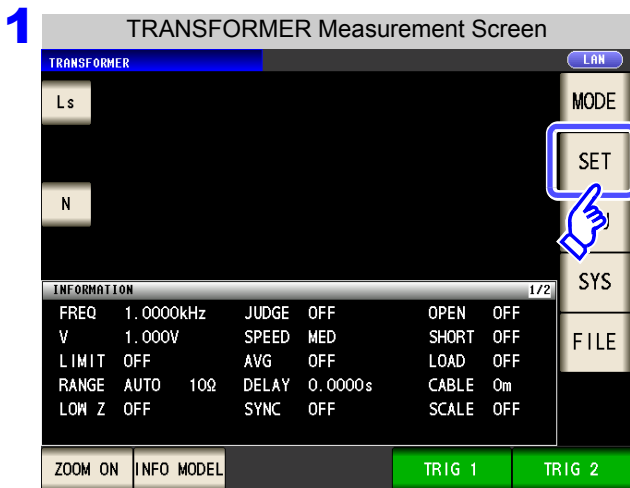 1
TRANSFORMER Measurement Screen
TRANSFORMER
LAN
Ls
MODE
SET
N
SYS
INFORMATION 1/2
FREQ 1.0000kHz JUDGE OFF OPEN OFF
V 1.000V SPEED MED SHORT OFF
FILE
LIMIT OFF AVG OFF LOAD OFF
RANGE AUTO 10Ω DELAY 0.0000s CABLE 0m
LOW Z OFF SYNC OFF SCALE OFF
ZOOM ON INFO MODEL TRIG 1 TRIG 2